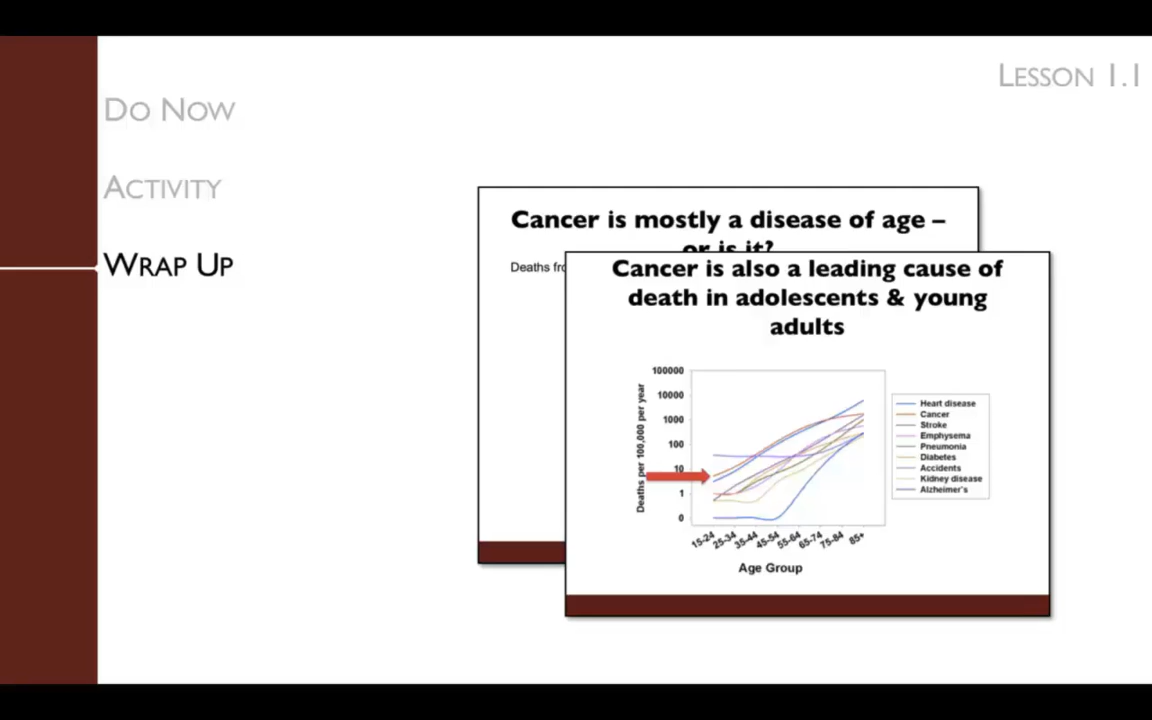 LESSON 1.1
DO NOW
ACTIVITY
WRAP UP
Cancer is mostly a disease of age –
or is it?
Deaths fro
Cancer is also a leading cause of
death in adolescents & young
adults
Deaths per 100,000 per year
100000
10000
1000
100
10
1
0
15-24
25-34
35-44
45-54
55-64
65-74
75-84
85+
Age Group
Heart disease
Cancer
Stroke
Emphysema
Pneumonia
Diabetes
Accidents
Kidney disease
Alzheimer's